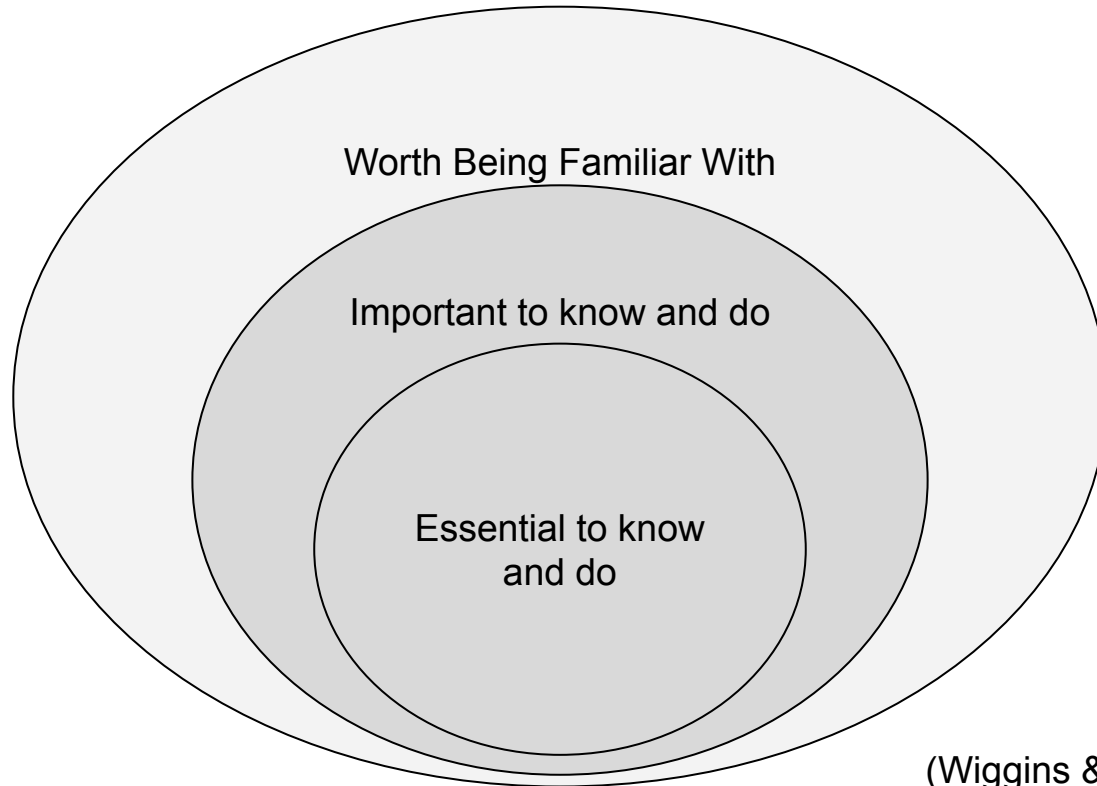 Worth Being Familiar With
Important to know and do
Essential to know
and do
(Wiggins &